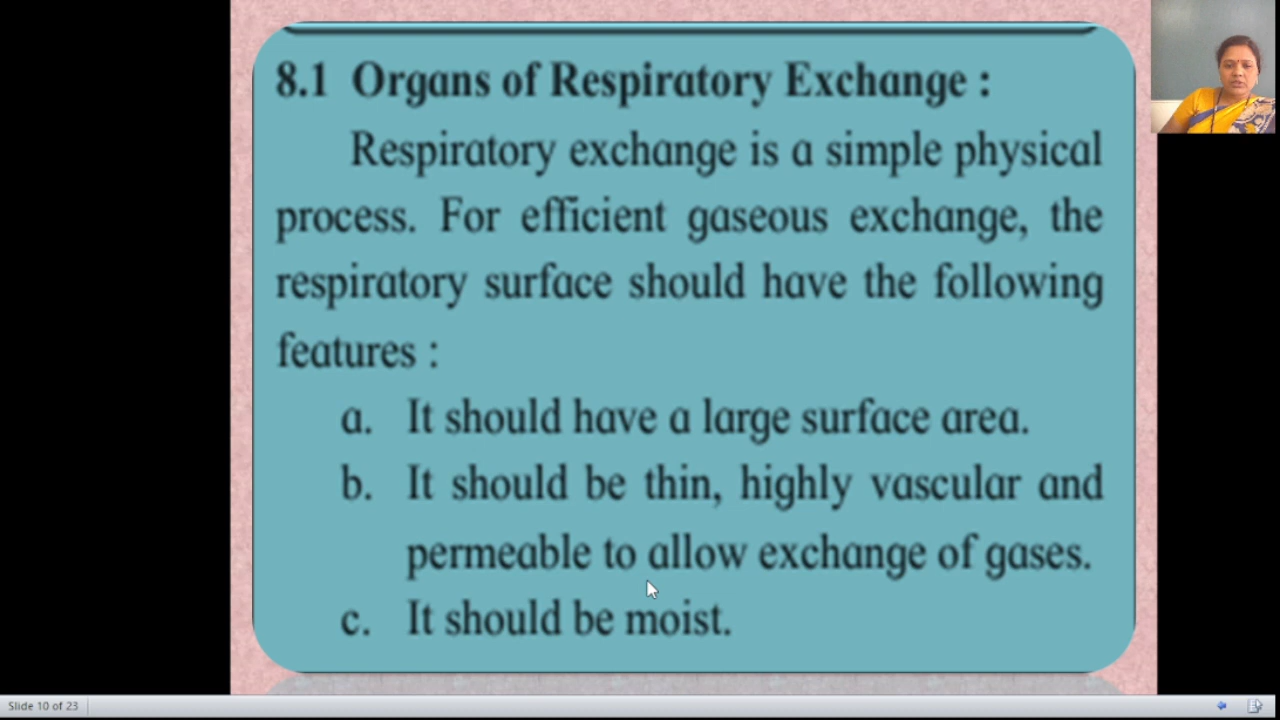 8.1 Organs of Respiratory Exchange :
Respiratory exchange is a simple physical
process. For efficient gaseous exchange, the
respiratory surface should have the following
features :
a. It should have a large surface area.
b. It should be thin, highly vascular and
permeable to allow exchange of gases.
c. It should be moist.
Slide 10 of 23